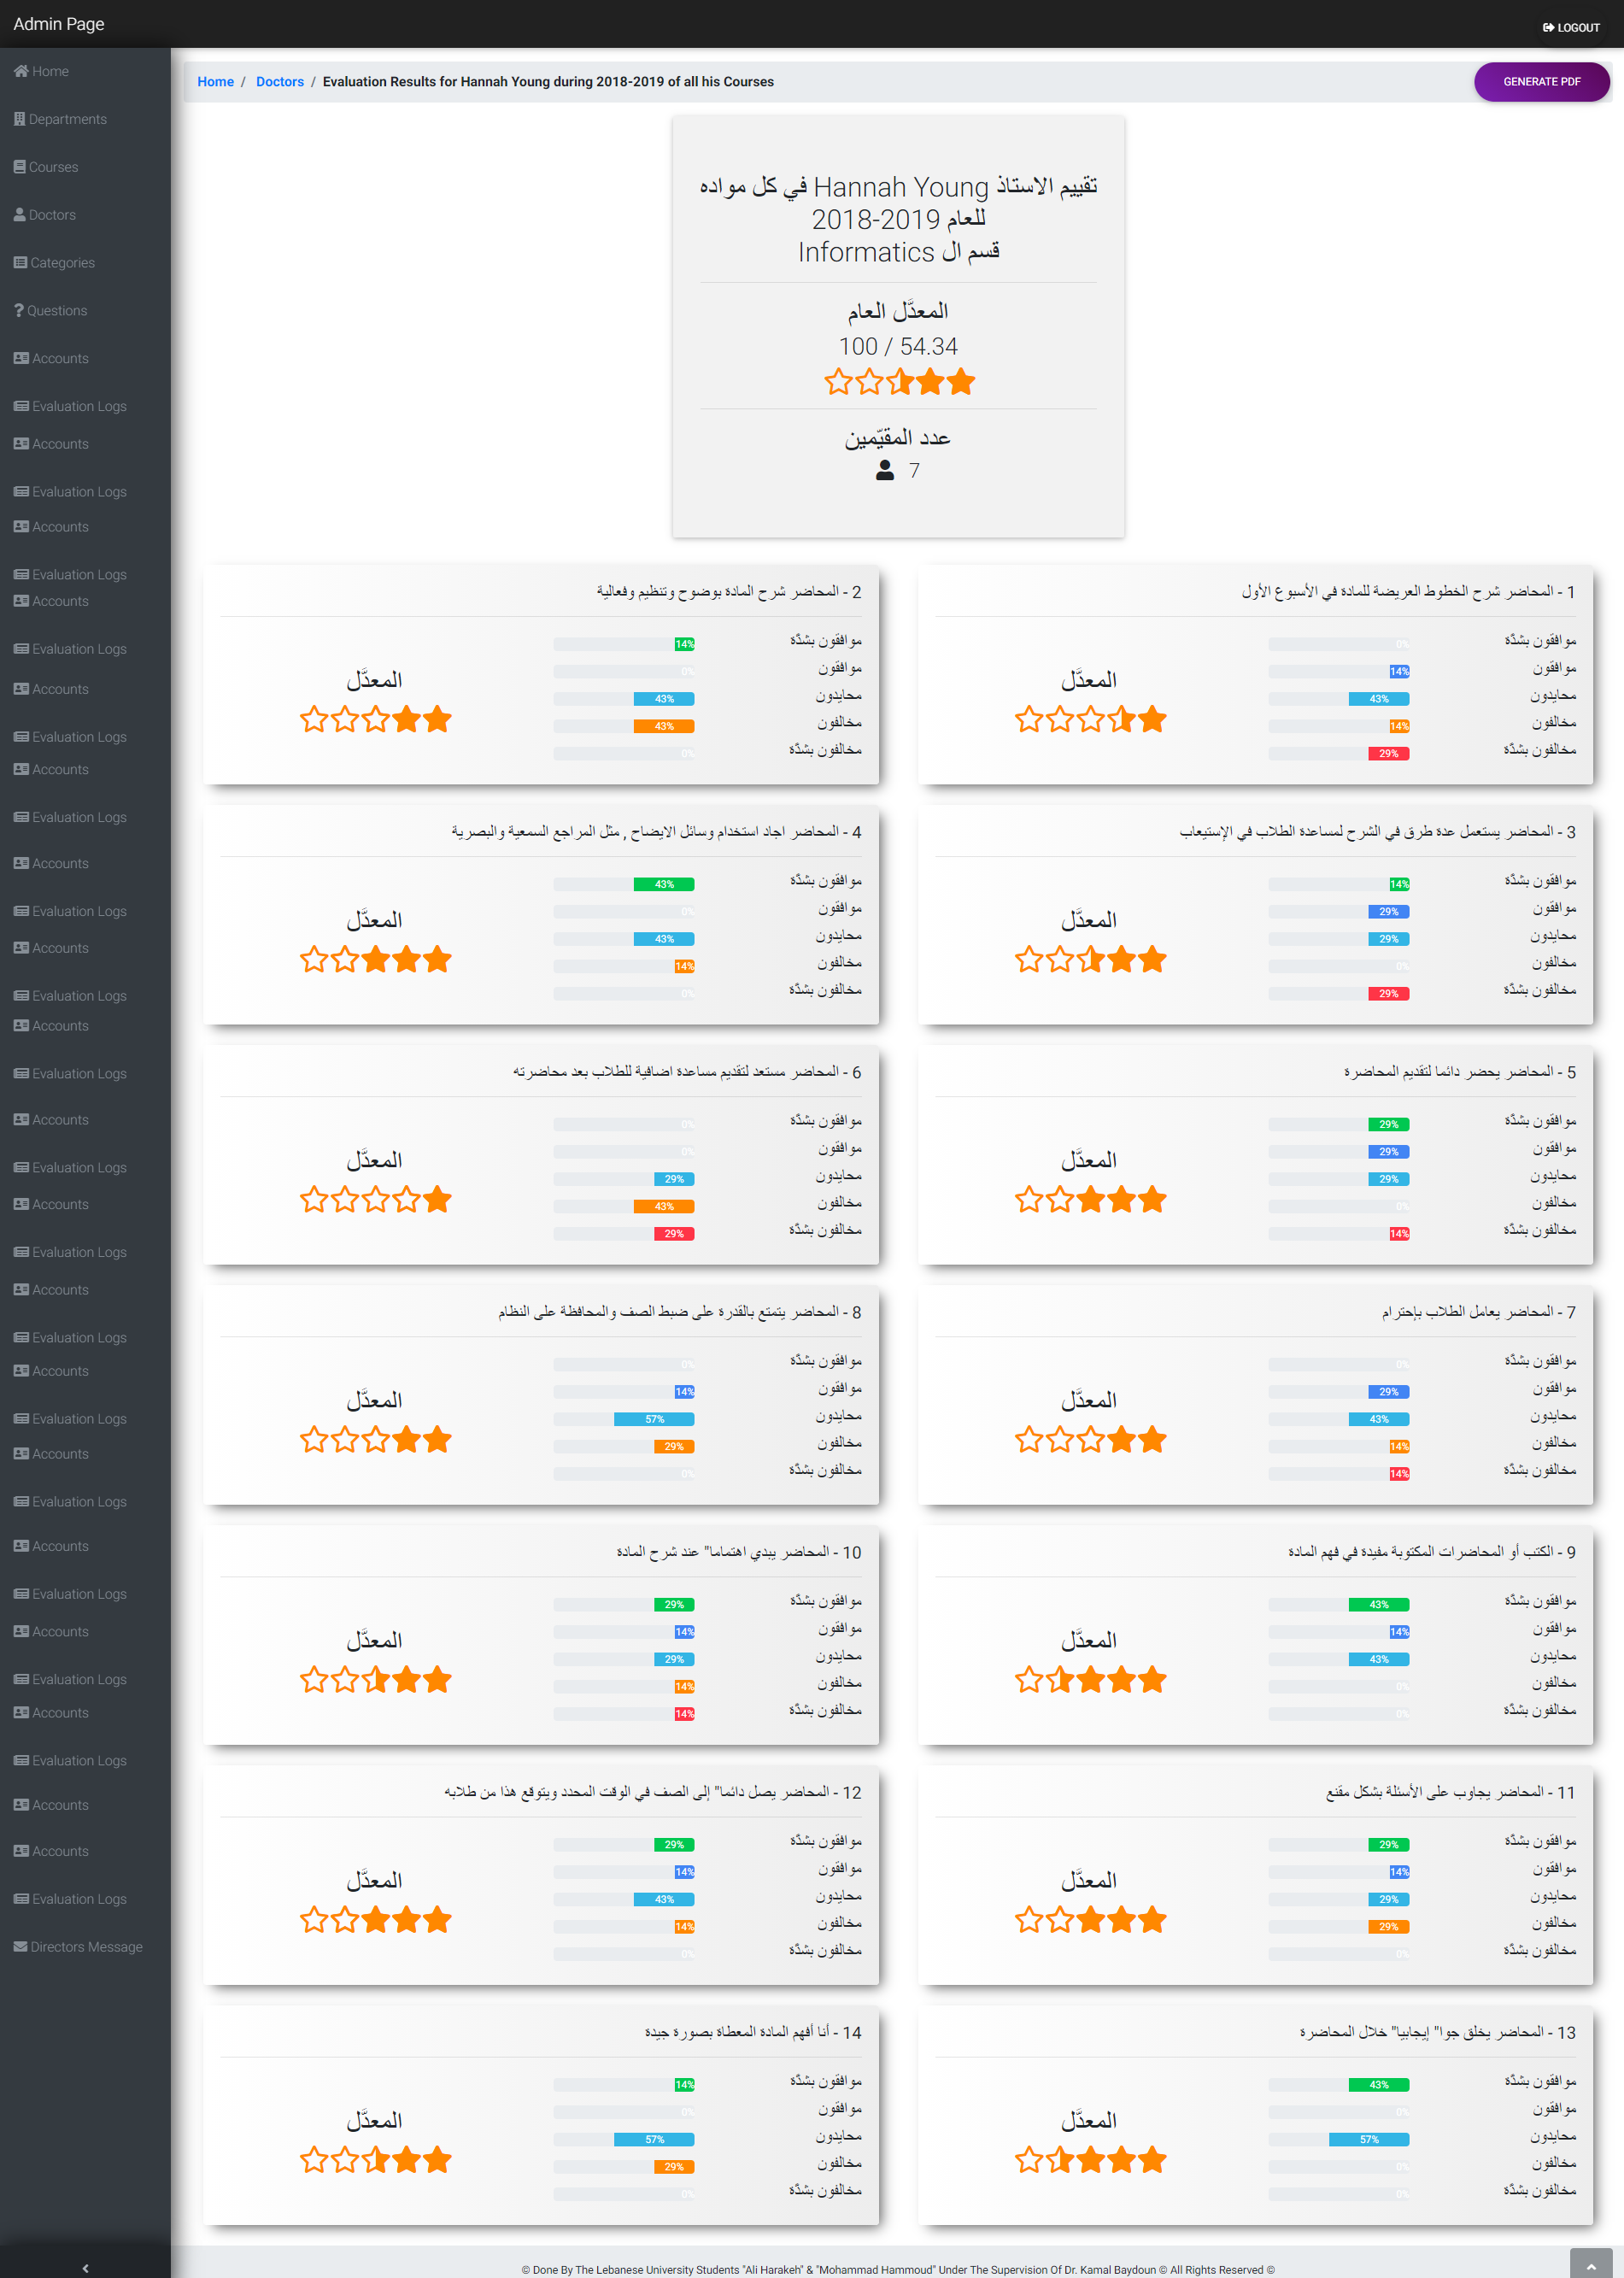 Admin Page
LOGOUT
Home
Departments
Courses
Doctors
Categories
Questions
Accounts
Evaluation Logs
Accounts
Evaluation Logs
Accounts
Evaluation Logs
Accounts
Evaluation Logs
Accounts
Evaluation Logs
Accounts
Evaluation Logs
Accounts
Evaluation Logs
Accounts
Evaluation Logs
Accounts
Evaluation Logs
Accounts
Evaluation Logs
Accounts
Evaluation Logs
Accounts
Evaluation Logs
Accounts
Evaluation Logs
Accounts
Evaluation Logs
Accounts
Evaluation Logs
Accounts
Evaluation Logs
Accounts
Evaluation Logs
Accounts
Accounts
Evaluation Logs
Directors Message
Home / Doctors / Evaluation Results for Hannah Young during 2018-2019 of all his Courses
GENERATE PDF
تقييم الاستاذ Hannah Young في كل مواده
للعام 2019-2018
قسم ال Informatics
المعدَّل العام
100 / 54.34
عدد المقيّمين
7
1 - المحاضر شرح الخطوط العريضة للمادة في الأسبوع الأول
موافقون بشدّة 0%
موافقون 14%
محايدون 43%
مخالفون 14%
مخالفون بشدّة 29%
المعدَّل
2 - المحاضر شرح المادة بوضوح وتنظيم وفعالية
موافقون بشدّة 14%
موافقون 0%
محايدون 43%
مخالفون 43%
مخالفون بشدّة 0%
المعدَّل
3 - المحاضر يستعمل عدة طرق في الشرح لمساعدة الطلاب في الإستيعاب
موافقون بشدّة 14%
موافقون 29%
محايدون 29%
مخالفون 0%
مخالفون بشدّة 29%
المعدَّل
4 - المحاضر اجاد استخدام وسائل الايضاح , مثل المراجع السمعية والبصرية
موافقون بشدّة 43%
موافقون 0%
محايدون 43%
مخالفون 14%
مخالفون بشدّة 0%
المعدَّل
5 - المحاضر يحضر دائما لتقديم المحاضرة
موافقون بشدّة 29%
موافقون 29%
محايدون 29%
مخالفون 0%
مخالفون بشدّة 14%
المعدَّل
6 - المحاضر مستعد لتقديم مساعدة اضافية للطلاب بعد محاضرته
موافقون بشدّة 0%
موافقون 0%
محايدون 29%
مخالفون 43%
مخالفون بشدّة 29%
المعدَّل
7 - المحاضر يعامل الطلاب بإحترام
موافقون بشدّة 0%
موافقون 29%
محايدون 43%
مخالفون 14%
مخالفون بشدّة 14%
المعدَّل
8 - المحاضر يتمتع بالقدرة على ضبط الصف والمحافظة على النظام
موافقون بشدّة 0%
موافقون 14%
محايدون 57%
مخالفون 29%
مخالفون بشدّة 0%
المعدَّل
9 - الكتب أو المحاضرات المكتوبة مفيدة في فهم المادة
موافقون بشدّة 43%
موافقون 14%
محايدون 43%
مخالفون 0%
مخالفون بشدّة 0%
المعدَّل
10 - المحاضر يبدي اهتماما" عند شرح المادة
موافقون بشدّة 29%
موافقون 14%
محايدون 29%
مخالفون 14%
مخالفون بشدّة 14%
المعدَّل
11 - المحاضر يجاوب على الأسئلة بشكل مقنع
موافقون بشدّة 29%
موافقون 14%
محايدون 29%
مخالفون 29%
مخالفون بشدّة 0%
المعدَّل
12 - المحاضر يصل دائما" إلى الصف في الوقت المحدد ويتوقع هذا من طلابه
موافقون بشدّة 29%
موافقون 14%
محايدون 43%
مخالفون 14%
مخالفون بشدّة 0%
المعدَّل
13 - المحاضر يخلق جوا" إيجابيا" خلال المحاضرة
موافقون بشدّة 43%
موافقون 0%
محايدون 57%
مخالفون 0%
مخالفون بشدّة 0%
المعدَّل
14 - أنا أفهم المادة المعطاة بصورة جيدة
موافقون بشدّة 14%
موافقون 0%
محايدون 57%
مخالفون 29%
مخالفون بشدّة 0%
المعدَّل
© Done By The Lebanese University Students "Ali Harakeh" & "Mohammad Hammoud" Under The Supervision Of Dr. Kamal Baydoun © All Rights Reserved ©